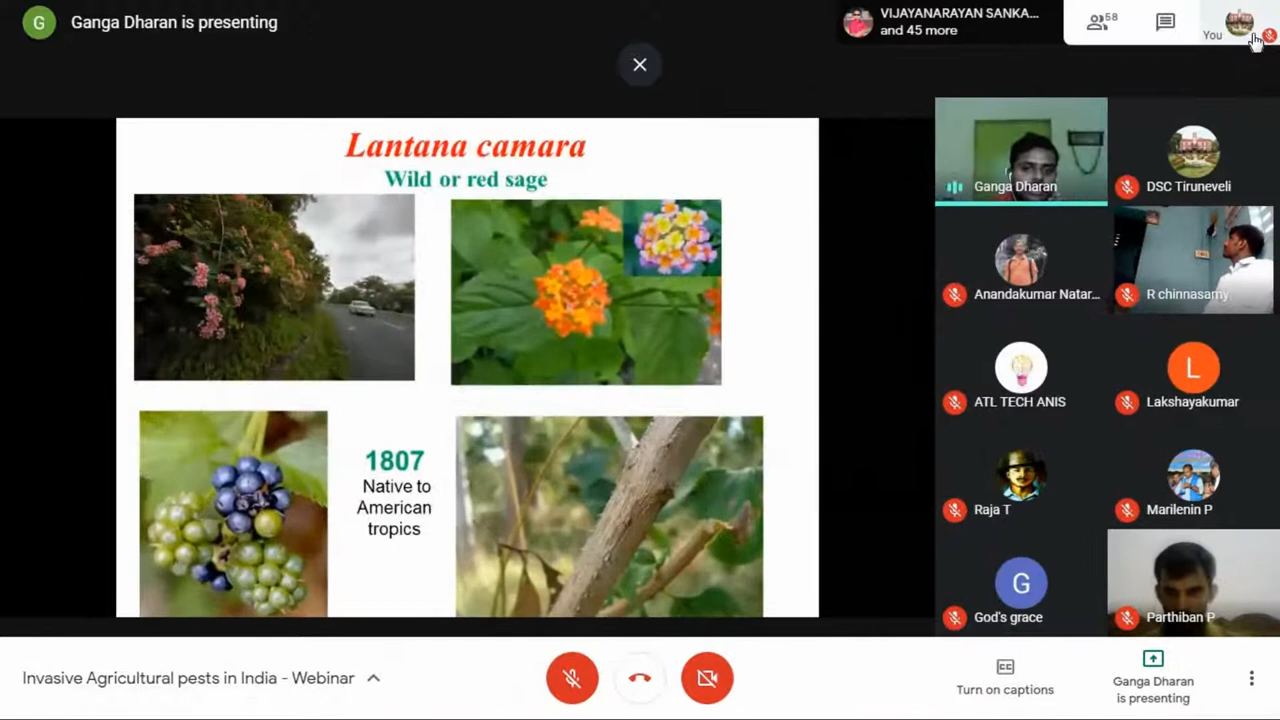 G
Ganga Dharan is presenting
VIJAYANARAYAN SANKA...
and 45 more
58
You
Lantana camara
Wild or red sage
1807
Native to
American
tropics
Ganga Dharan
DSC Tiruneveli
Anandakumar Natar...
R chinnasamy
ATL TECH ANIS
L
Lakshayakumar
Raja T
Marilenin P
G
God's grace
Parthiban P
Invasive Agricultural pests in India - Webinar
CC
Turn on captions
Ganga Dharan
is presenting